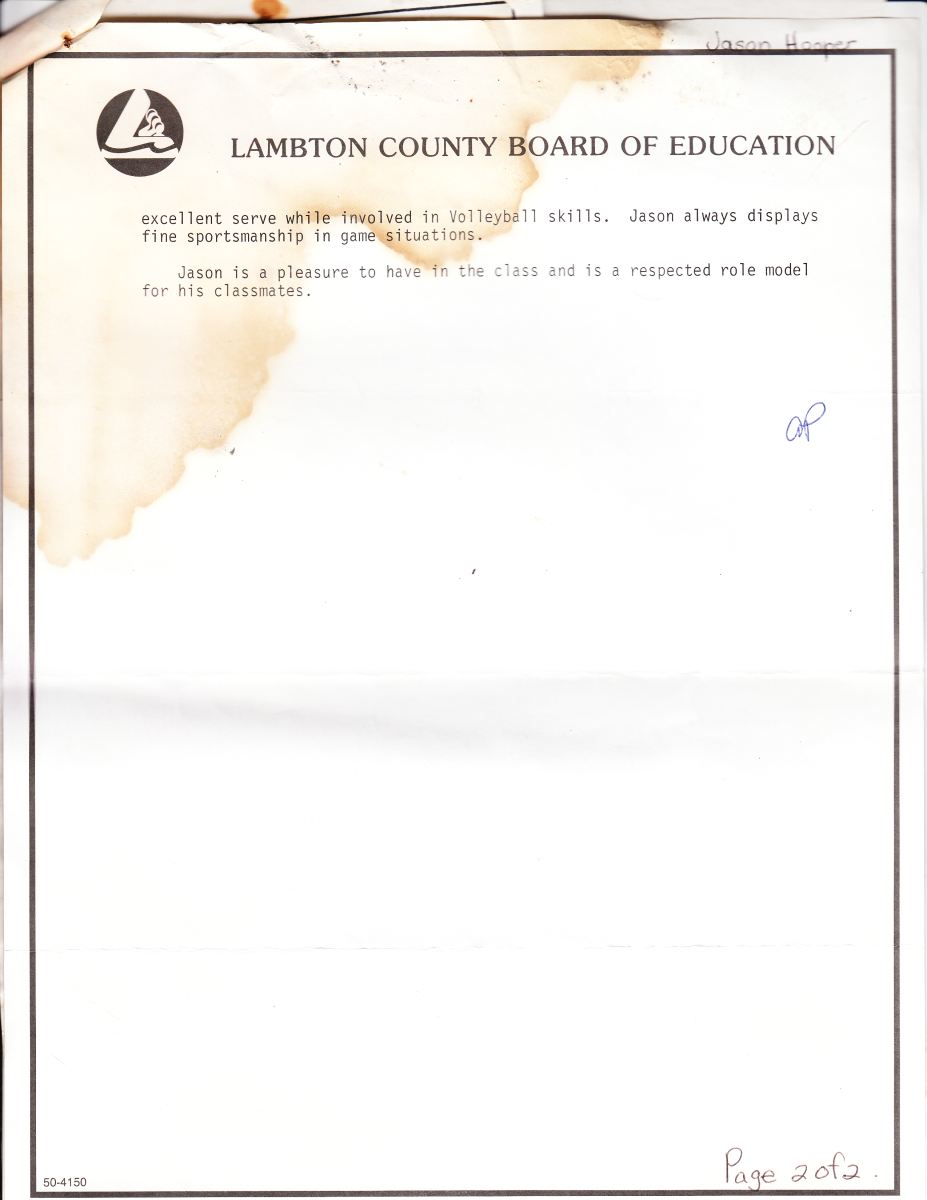 Jason Hooper
LAMBTON COUNTY BOARD OF EDUCATION
excellent serve while involved in Volleyball skills.  Jason always displays
fine sportsmanship in game situations.
Jason is a pleasure to have in the class and is a respected role model
for his classmates.
Page 2 of 2.
50-4150